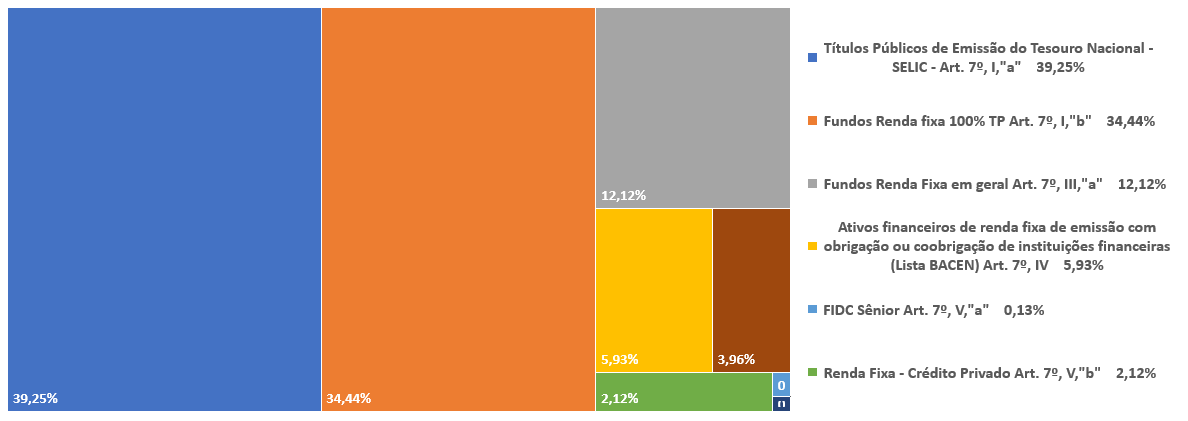 12,12%
5,93%
3,96%
0
39,25%
34,44%
2,12%
Títulos Públicos de Emissão do Tesouro Nacional -
SELIC - Art. 7º, I,"a" 39,25%
Fundos Renda fixa 100% TP Art. 7º, I,"b" 34,44%
Fundos Renda Fixa em geral Art. 7º, III,"a" 12,12%
Ativos financeiros de renda fixa de emissão com
obrigação ou coobrigação de instituições financeiras
(Lista BACEN) Art. 7º, IV 5,93%
FIDC Sênior Art. 7º, V,"a" 0,13%
Renda Fixa - Crédito Privado Art. 7º, V,"b" 2,12%